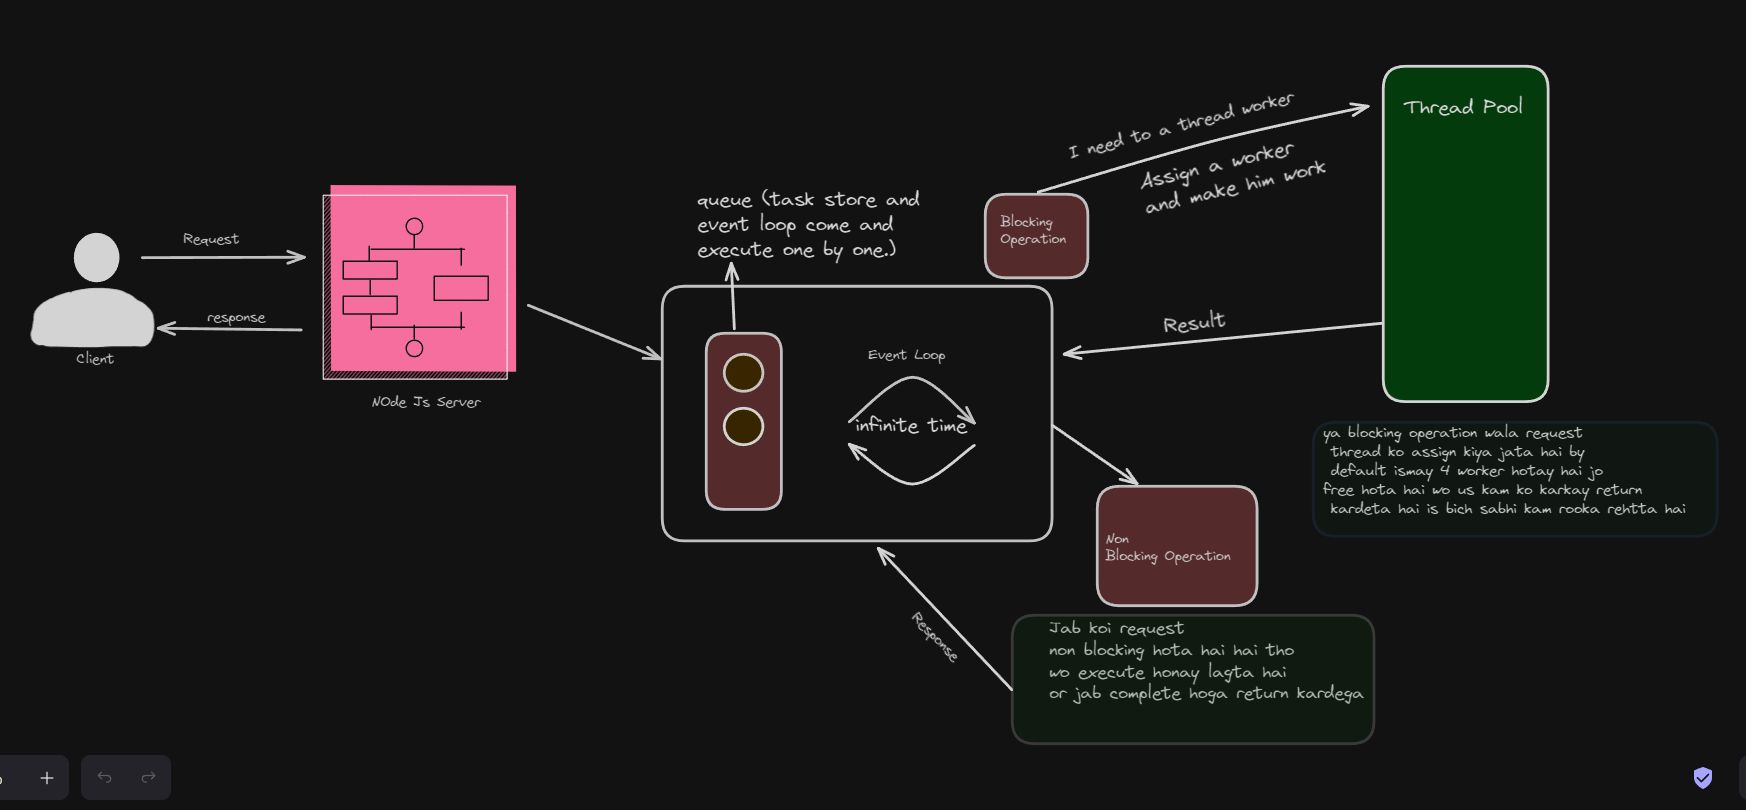 Request
response
Client
NOde Js Server
queue (task store and
event loop come and
execute one by one.)
Event Loop
infinite time
Blocking
Operation
I need to a thread worker
Assign a worker
and make him work
Thread Pool
Result
ya blocking operation wala request
thread ko assign kiya jata hai by
default ismay 4 worker hotay hai jo
free hota hai wo us kam ko karkay return
kardeta hai is bich sabhi kam rooka rehtta hai
Non
Blocking Operation
Response
Jab koi request
non blocking hota hai hai tho
wo execute honay lagta hai
or jab complete hoga return kardega